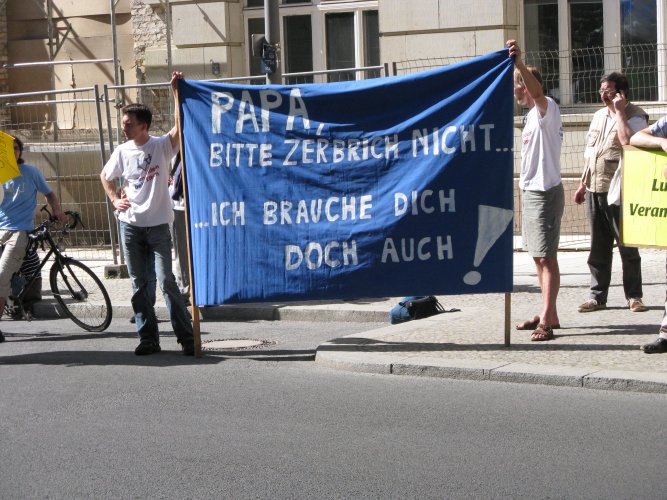 PAPA,
BITTE ZERBRICH NICHT...
...ICH BRAUCHE DICH
DOCH AUCH!